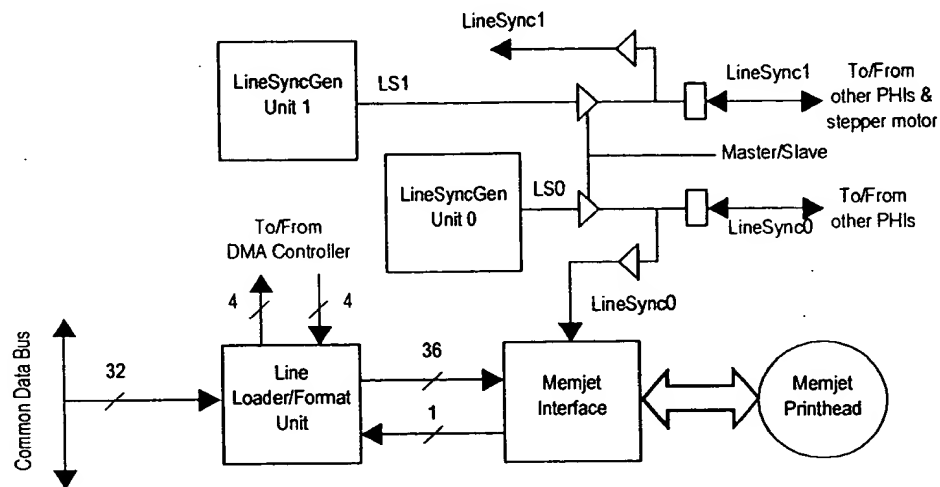 LineSync1
LineSyncGen
Unit 1
LS1
LineSync1
To/From
other PHIs &
stepper motor
Master/Slave
LineSyncGen
Unit 0
LS0
LineSync0
To/From
other PHIs
To/From
DMA Controller
4
4
LineSync0
Common Data Bus
32
Line
Loader/Format
Unit
36
1
Memjet
Interface
Memjet
Printhead